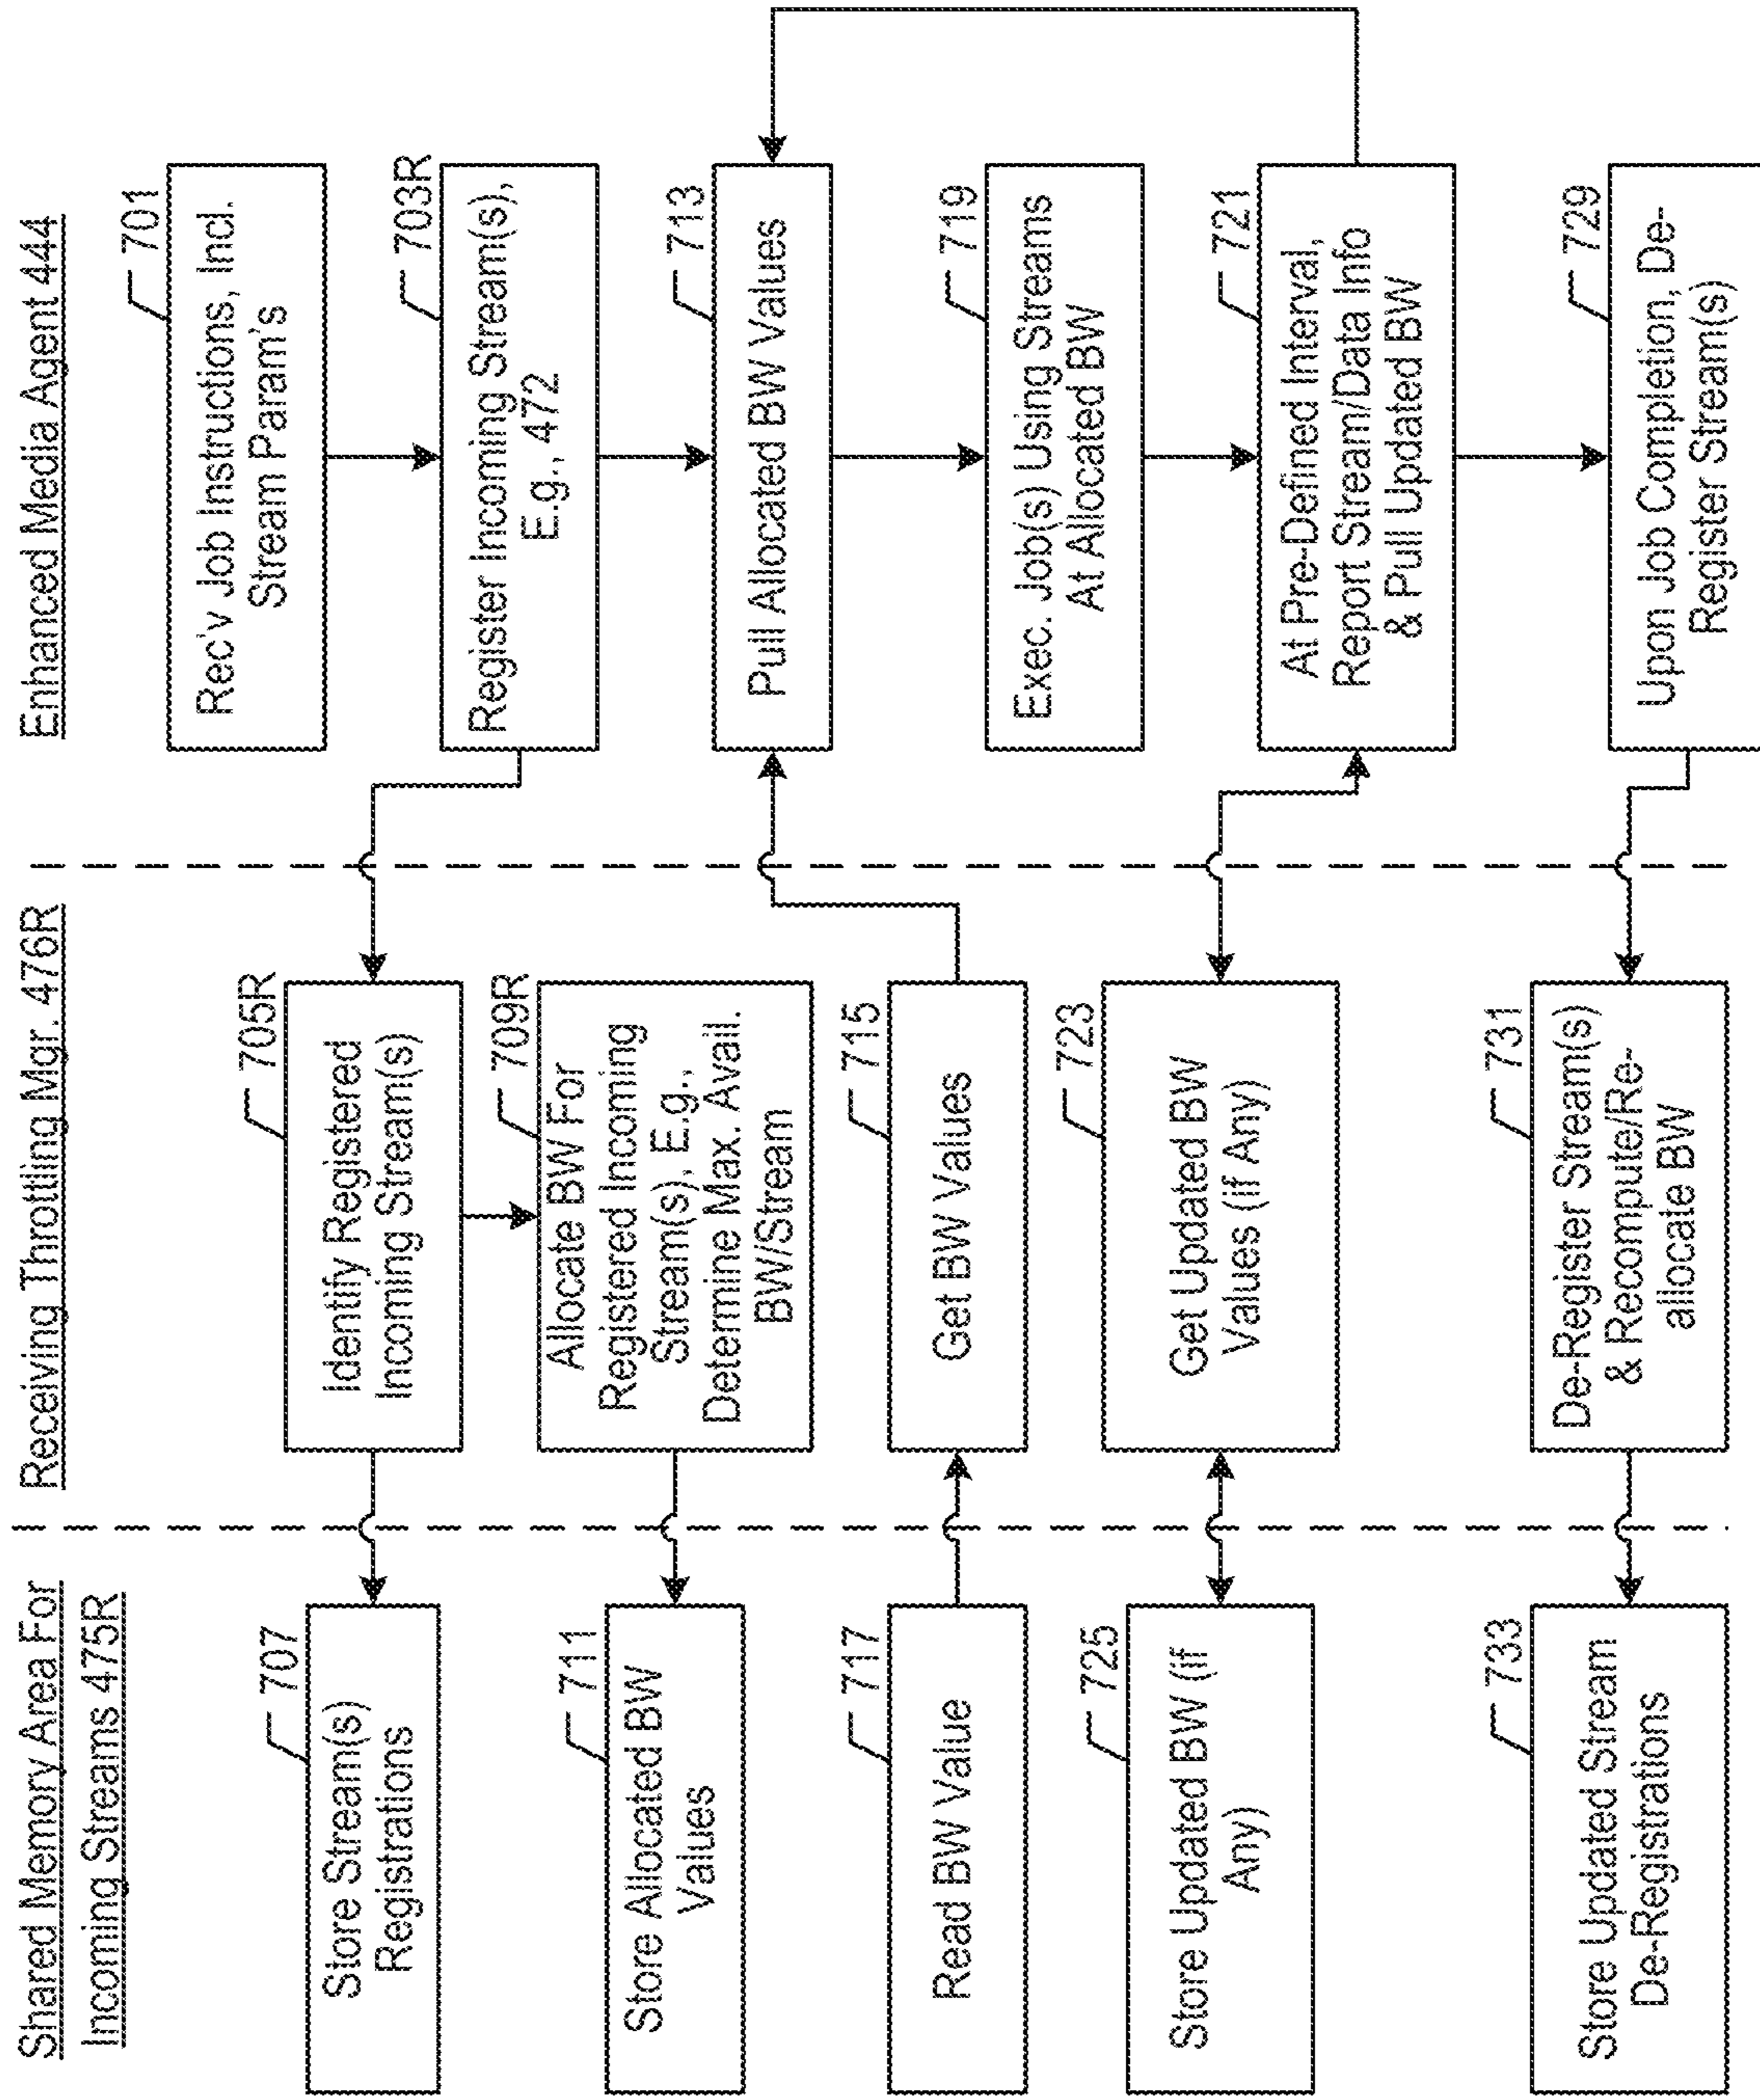 Shared Memory Area For
Incoming Streams 475R
Receiving Throttling Mgr. 476R
Enhanced Media Agent 444
701
Rec'v Job Instructions, Incl.
Stream Param's
703R
Register Incoming Stream(s),
E.g., 472
705R
Identify Registered
Incoming Stream(s)
707
Store Stream(s)
Registrations
709R
Allocate BW For
Registered Incoming
Stream(s), E.g.,
Determine Max. Avail.
BW/Stream
711
Store Allocated BW
Values
713
Pull Allocated BW Values
715
Get BW Values
717
Read BW Value
719
Exec. Job(s) Using Streams
At Allocated BW
721
At Pre-Defined Interval,
Report Stream/Data Info
& Pull Updated BW
723
Get Updated BW
Values (if Any)
725
Store Updated BW (if
Any)
729
Upon Job Completion, De-
Register Stream(s)
731
De-Register Stream(s)
& Recompute/Re-
allocate BW
733
Store Updated Stream
De-Registrations